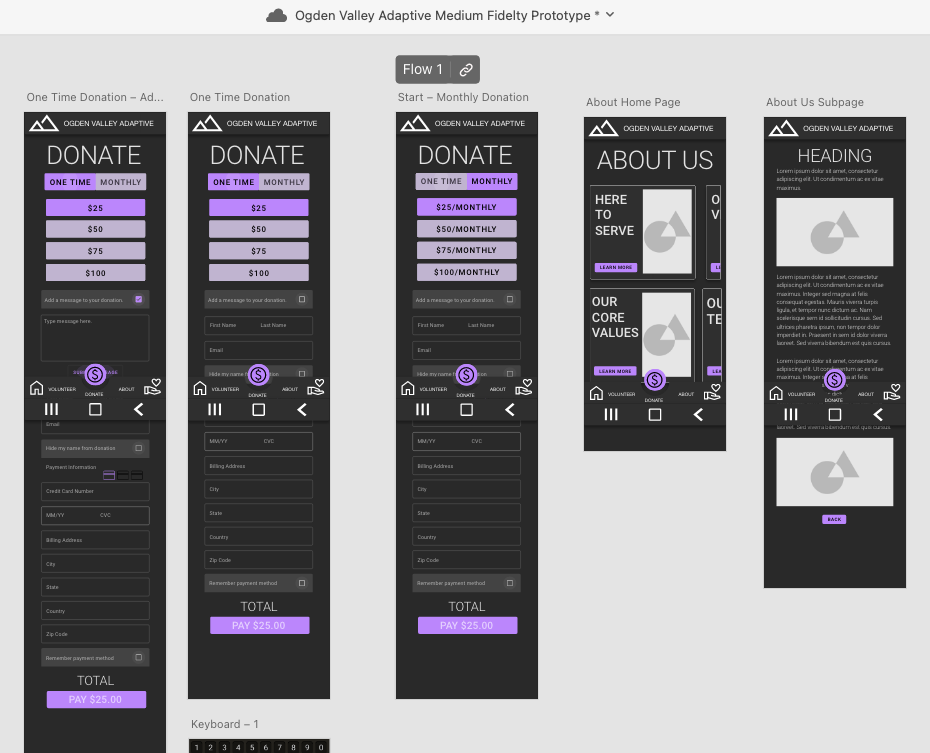 Ogden Valley Adaptive Medium Fidelty Prototype *
Flow 1
One Time Donation – Ad...
OGDEN VALLEY ADAPTIVE
DONATE
ONE TIME MONTHLY
$25
$50
$75
$100
Add a message to your donation
Type message here
VOLUNTEER ABOUT
DONATE
Email
Hide my name from donation
Payment information
Credit Card Number
MM/YY CVC
Billing Address
City
State
Country
Zip Code
Remember payment method
TOTAL
PAY $25.00
One Time Donation
OGDEN VALLEY ADAPTIVE
DONATE
ONE TIME MONTHLY
$25
$50
$75
$100
Add a message to your donation
First Name Last Name
Email
Hide my name
VOLUNTEER ABOUT
DONATE
MM/YY CVC
Billing Address
City
State
Country
Zip Code
Remember payment method
TOTAL
PAY $25.00
Keyboard – 1
1 2 3 4 5 6 7 8 9 0
Start – Monthly Donation
OGDEN VALLEY ADAPTIVE
DONATE
ONE TIME MONTHLY
$25/MONTHLY
$50/MONTHLY
$75/MONTHLY
$100/MONTHLY
Add a message to your donation
First Name Last Name
Email
Hide my name
VOLUNTEER ABOUT
DONATE
MM/YY CVC
Billing Address
City
State
Country
Zip Code
Remember payment method
TOTAL
PAY $25.00
About Home Page
OGDEN VALLEY ADAPTIVE
ABOUT US
HERE
TO
SERVE
LEARN MORE
O
V
LE
OUR
CORE
VALUES
LEARN MORE
OU
TE
VOLUNTEER ABOUT
DONATE
About Us Subpage
OGDEN VALLEY ADAPTIVE
HEADING
Lorem ipsum dolor sit amet, consectetur
adipiscing elit. Ut condimentum ac ex vitae
maximus.
Lorem ipsum dolor sit amet, consectetur
adipiscing elit. Ut condimentum ac ex vitae
maximus. Integer sed magna at felis
consequat egestas. Mauris viverra turpis
ligula, et tempor nunc dictum ac. Nam
scelerisque sem id sollicitudin cursus. Sed
ultrices pharetra ipsum, non tempor dolor
imperdiet in. Praesent in sem id dolor mattis
laoreet. Sed viverra bibendum est quis cursus.
Lorem ipsum dolor sit amet, consectetur
adipiscing elit. Ut condimentum ac ex vitae
maximus. Integer
VOLUNTEER ABOUT
DONATE
laoreet. Sed viverra bibendum est quis cursus.
BACK